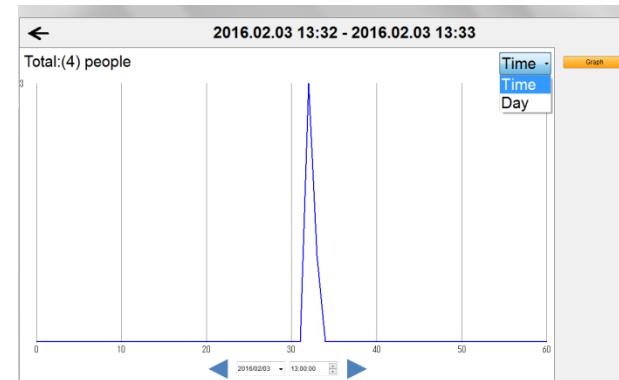 2016.02.03 13:32 - 2016.02.03 13:33
Total:(4) people
Time
Graph
Time
Day
3
0 10 20 30 40 50 60
2016/02/03 13:00:00